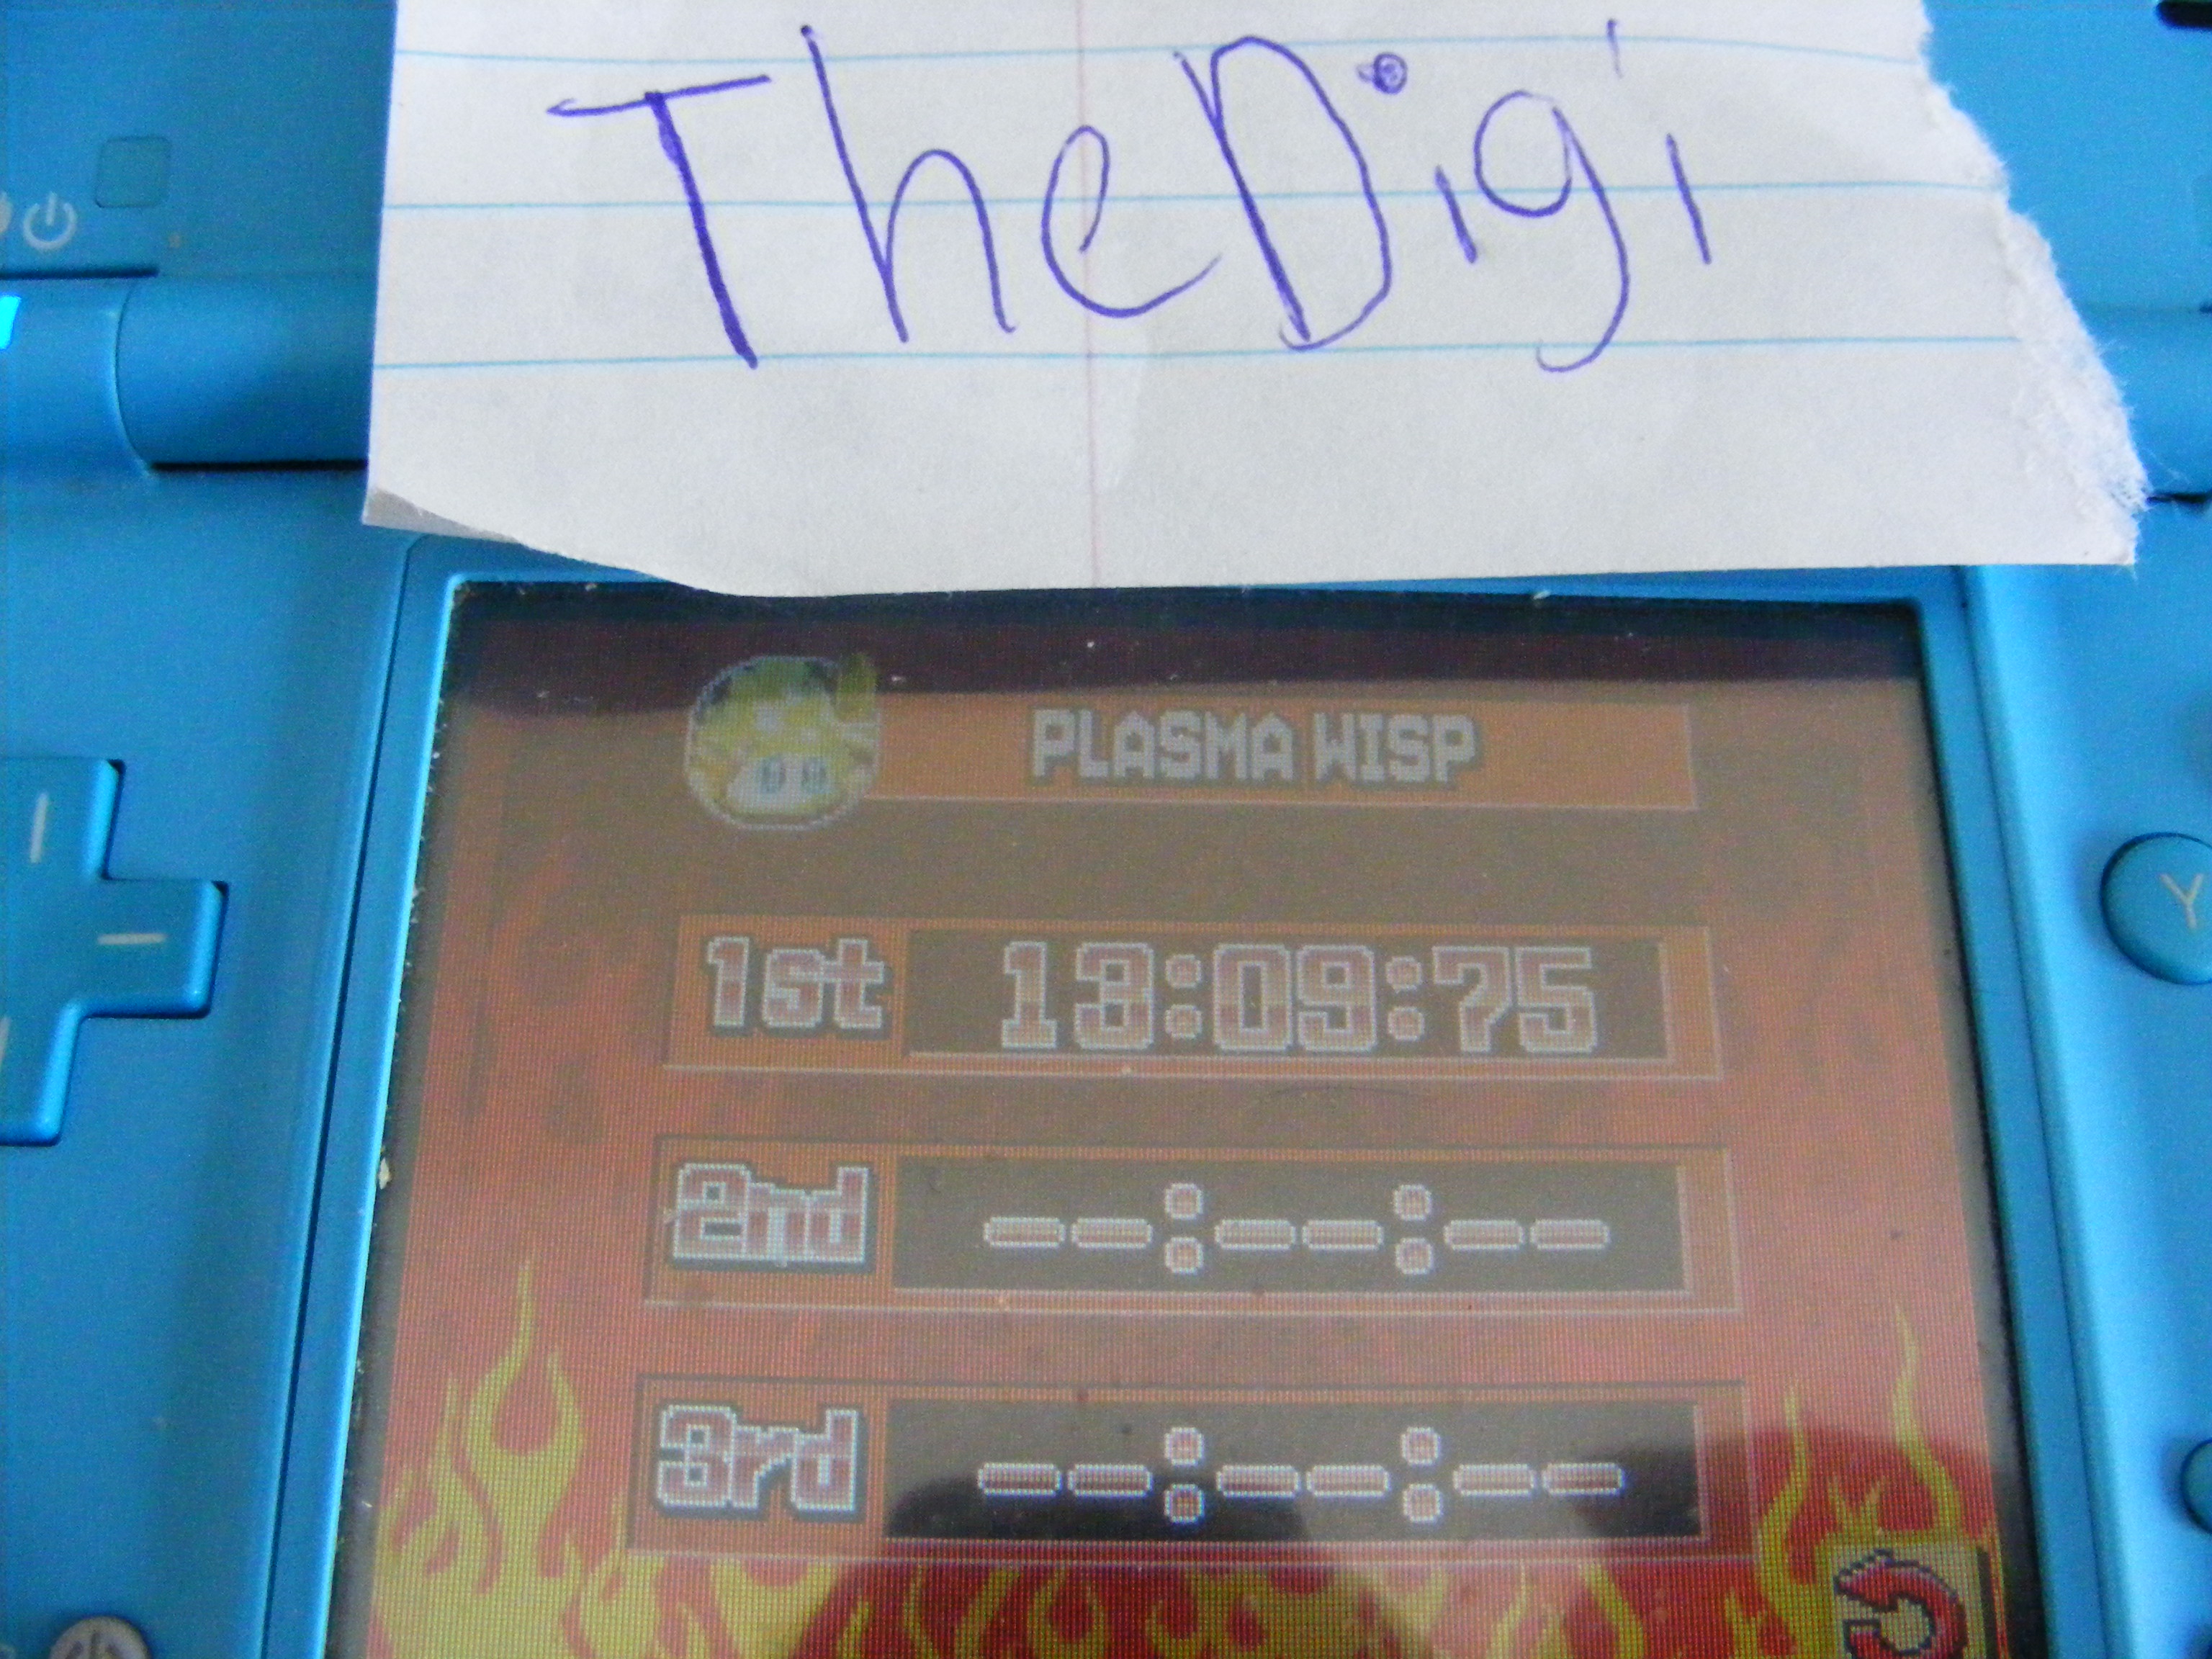 TheDigi
PLASMA WISP
1st 13:09:75
2nd --:--:--
3rd --:--:--
Y